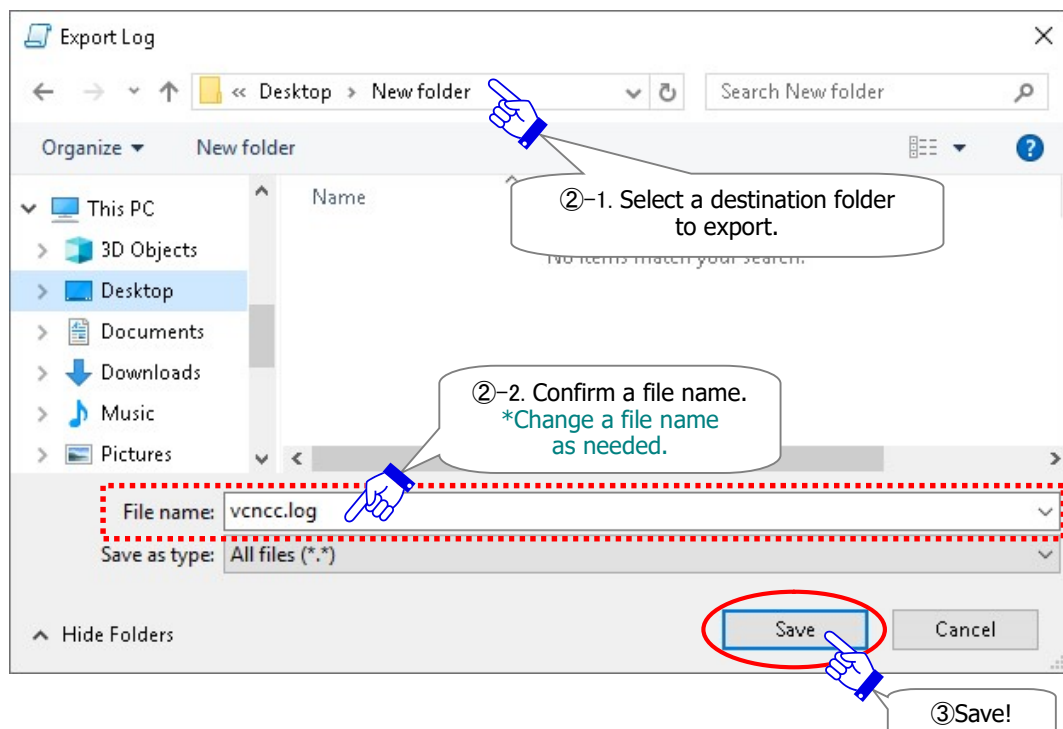 Export Log
« Desktop > New folder
Search New folder
Organize
New folder
This PC
3D Objects
Desktop
Documents
Downloads
Music
Pictures
Name
②-1. Select a destination folder
to export.
No items match your search.
②-2. Confirm a file name.
*Change a file name
as needed.
File name: vcncc.log
Save as type: All files (*.*)
Hide Folders
Save
Cancel
③Save!